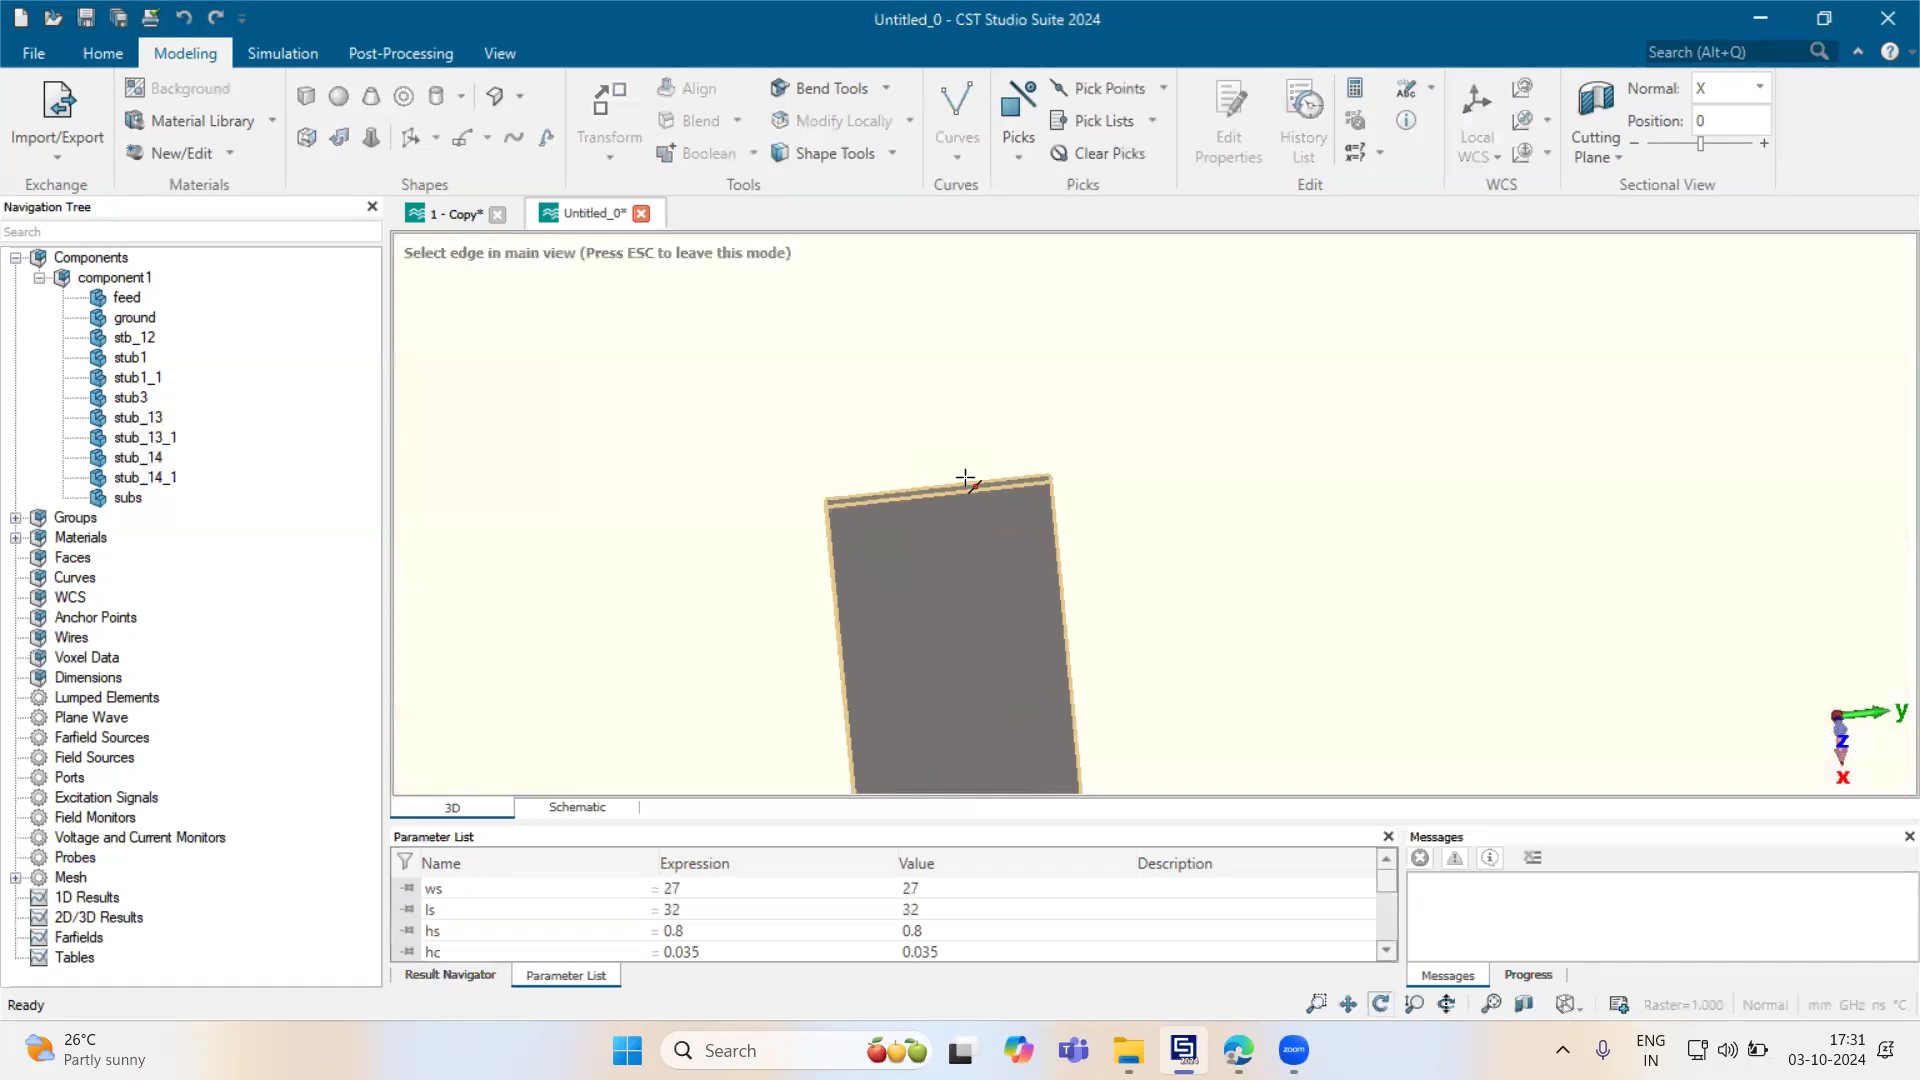 Untitled_0 - CST Studio Suite 2024
File Home Modeling Simulation Post-Processing View
Search (Alt+Q)
Import/Export
Exchange
Background
Material Library
New/Edit
Materials
Shapes
Transform
Align
Blend
Boolean
Bend Tools
Modify Locally
Shape Tools
Tools
Curves
Curves
Picks
Pick Points
Pick Lists
Clear Picks
Picks
Edit
Properties
History
List
Edit
Local
WCS
WCS
Cutting
Plane
Normal: X
Position: 0
Sectional View
Navigation Tree
Search
1 - Copy*
Untitled_0*
Select edge in main view (Press ESC to leave this mode)
Components
component1
feed
ground
stb_12
stub1
stub1_1
stub3
stub_13
stub_13_1
stub_14
stub_14_1
subs
Groups
Materials
Faces
Curves
WCS
Anchor Points
Wires
Voxel Data
Dimensions
Lumped Elements
Plane Wave
Farfield Sources
Field Sources
Ports
Excitation Signals
Field Monitors
Voltage and Current Monitors
Probes
Mesh
1D Results
2D/3D Results
Farfields
Tables
y
z
x
3D Schematic
Parameter List
Name Expression Value Description
ws = 27 27
ls = 32 32
hs = 0.8 0.8
hc = 0.035 0.035
Result Navigator Parameter List
Messages
Messages Progress
Ready
Raster=1.000 Normal mm GHz ns °C
26°C
Partly sunny
Search
2024
zoom
ENG
IN
17:31
03-10-2024